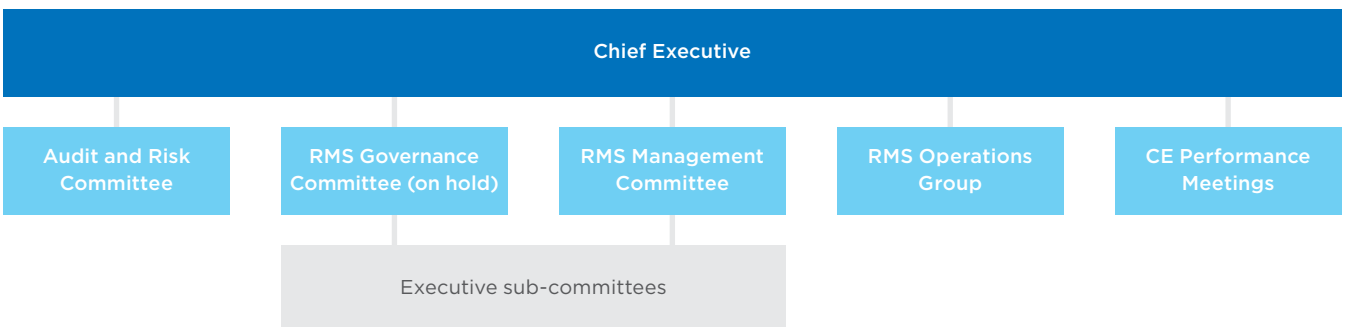 Chief Executive
Audit and Risk
Committee
RMS Governance
Committee (on hold)
RMS Management
Committee
RMS Operations
Group
CE Performance
Meetings
Executive sub-committees